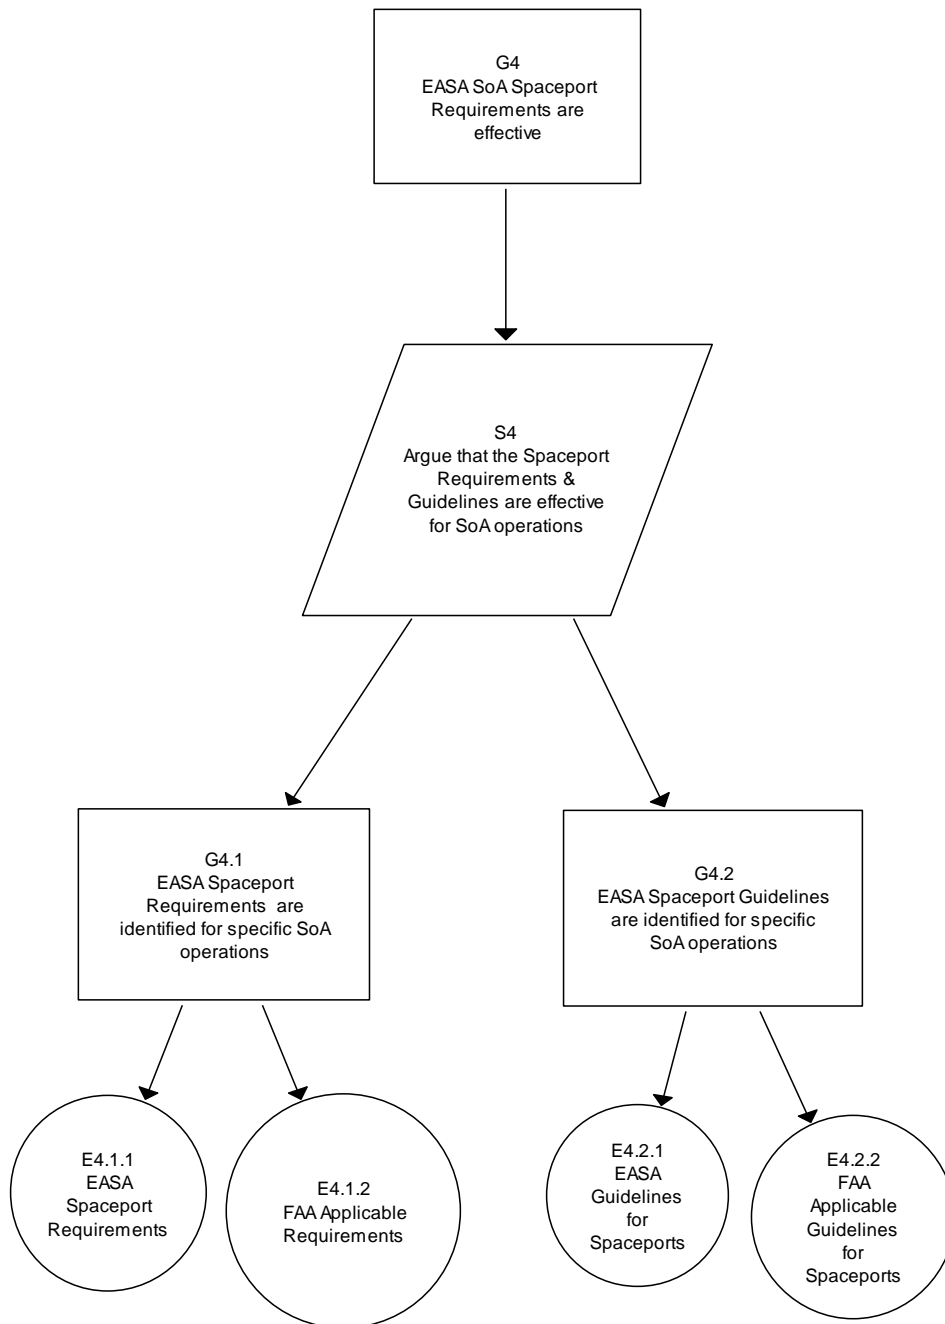 G4
EASA SoA Spaceport
Requirements are
effective
S4
Argue that the Spaceport
Requirements &
Guidelines are effective
for SoA operations
G4.1
EASA Spaceport
Requirements are
identified for specific SoA
operations
G4.2
EASA Spaceport Guidelines
are identified for specific
SoA operations
E4.1.1
EASA
Spaceport
Requirements
E4.1.2
FAA Applicable
Requirements
E4.2.1
EASA
Guidelines
for
Spaceports
E4.2.2
FAA
Applicable
Guidelines
for
Spaceports